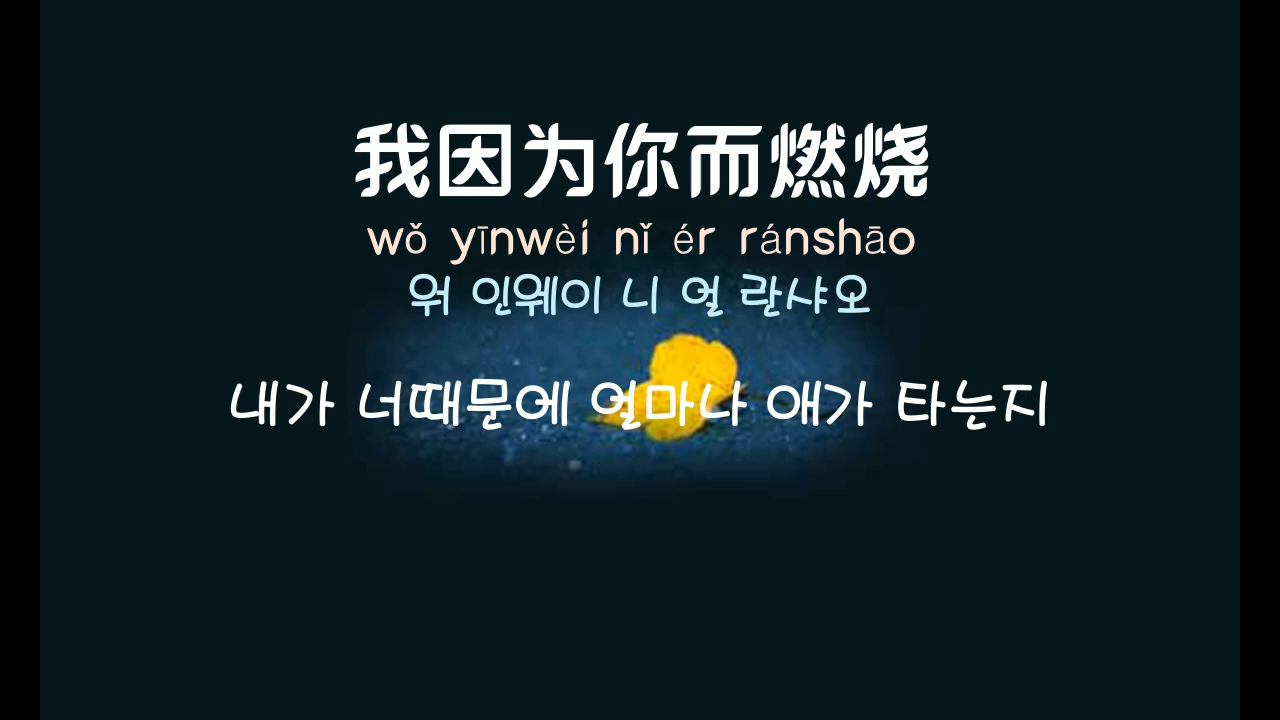 我因为你而燃烧
wǒ yīnwèi nǐ ér ránshāo
워 인웨이 니 얼 란샤오
내가 너때문에 얼마나 애가 타는지